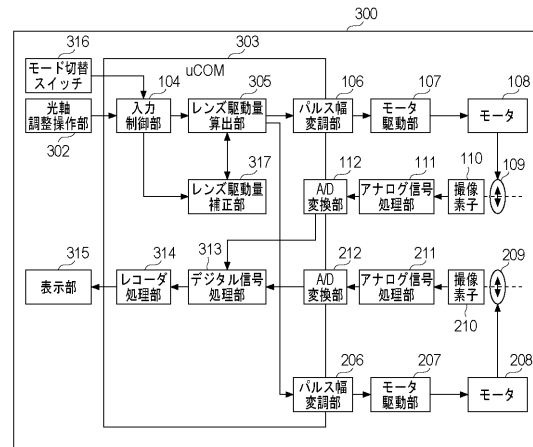 300
316
303
モード切替
スイッチ
uCOM
104
305
106
107
108
光軸
調整操作部
入力
制御部
レンズ駆動量
算出部
パルス幅
変調部
モータ
駆動部
モータ
302
317
112
111
110
109
レンズ駆動量
補正部
A/D
変換部
アナログ信号
処理部
撮像
素子
315
314
313
212
211
209
表示部
レコーダ
処理部
デジタル信号
処理部
A/D
変換部
アナログ信号
処理部
撮像
素子
210
206
207
208
パルス幅
変調部
モータ
駆動部
モータ